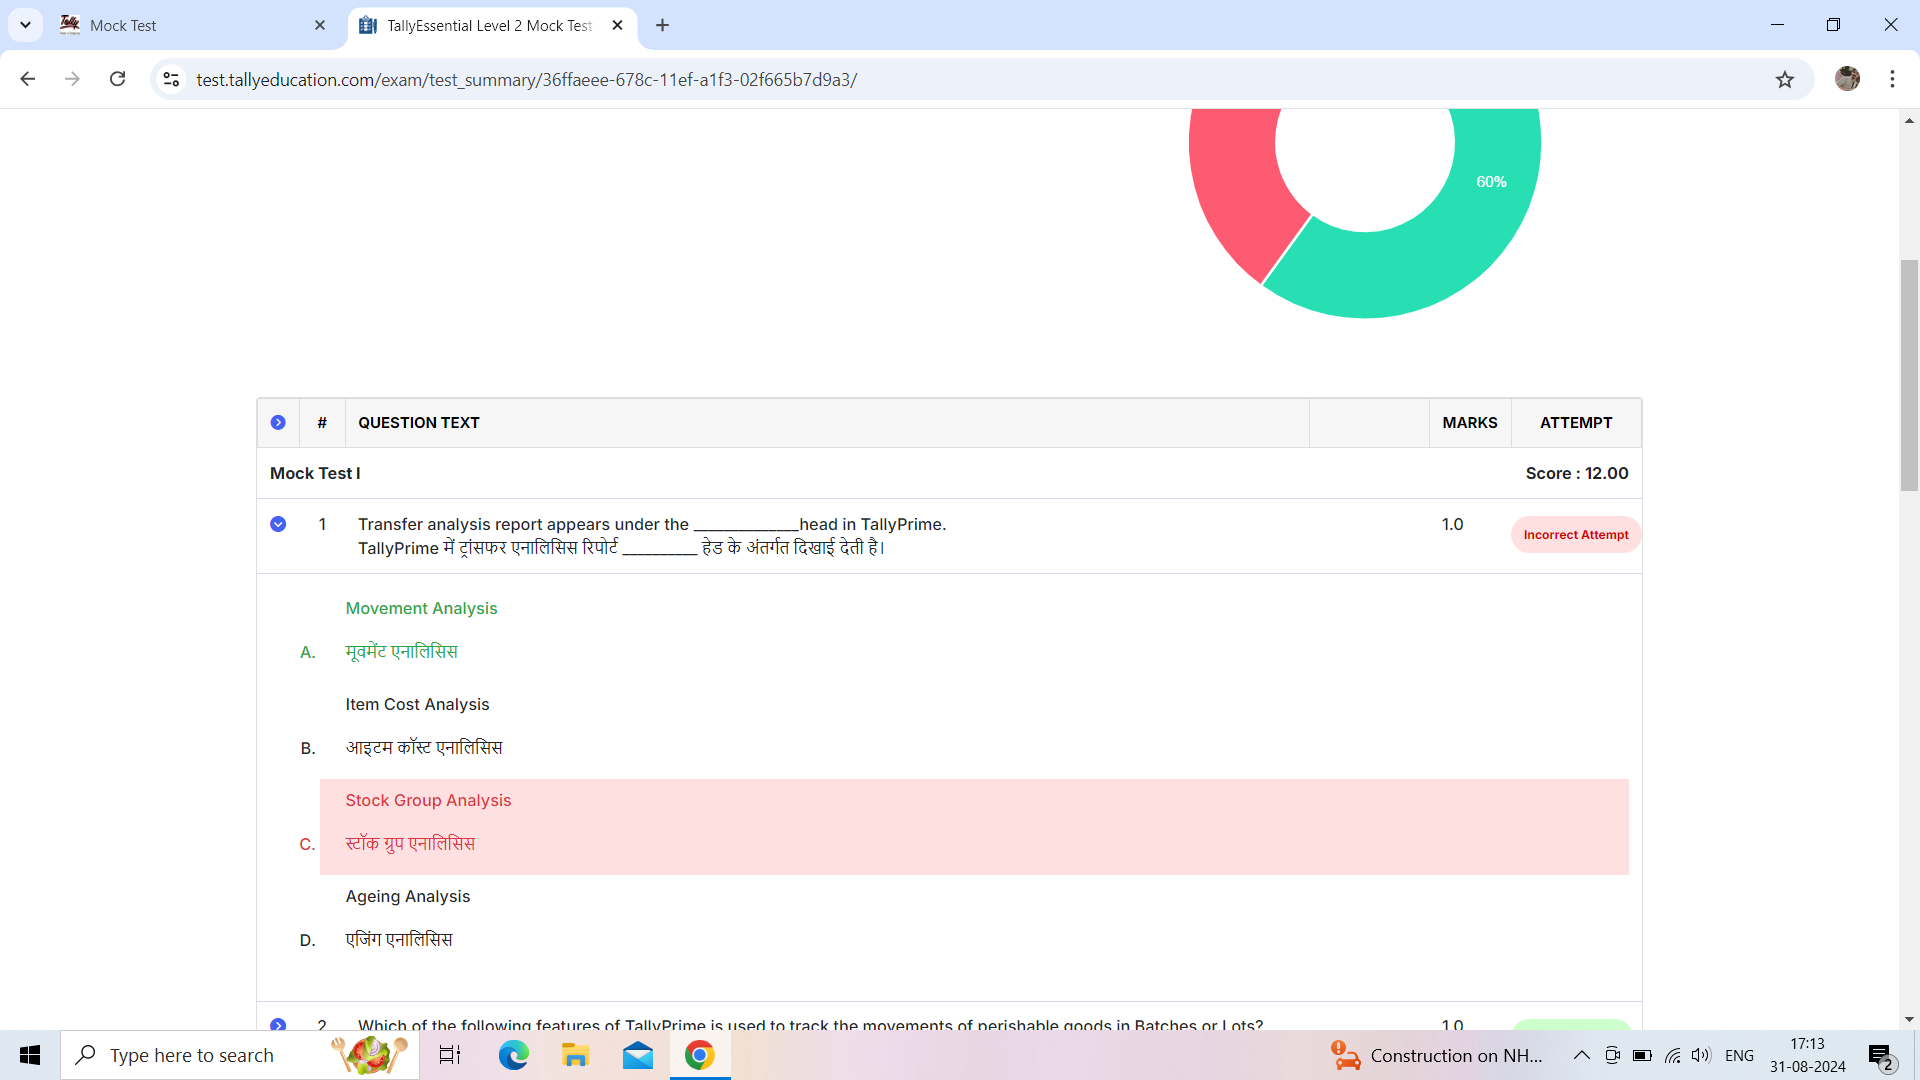 Mock Test
TallyEssential Level 2 Mock Test
test.tallyeducation.com/exam/test_summary/36ffaeee-678c-11ef-a1f3-02f665b7d9a3/
60%
# QUESTION TEXT MARKS ATTEMPT
Mock Test I Score : 12.00
1 Transfer analysis report appears under the ______________head in TallyPrime. 1.0 Incorrect Attempt
TallyPrime में ट्रांसफर एनालिसिस रिपोर्ट __________ हेड के अंतर्गत दिखाई देती है।
Movement Analysis
A. मूवमेंट एनालिसिस
Item Cost Analysis
B. आइटम कॉस्ट एनालिसिस
Stock Group Analysis
C. स्टॉक ग्रुप एनालिसिस
Ageing Analysis
D. एजिंग एनालिसिस
2 Which of the following features of TallyPrime is used to track the movements of perishable goods in Batches or Lots? 1.0
Type here to search
Construction on NH...
ENG
17:13
31-08-2024
2